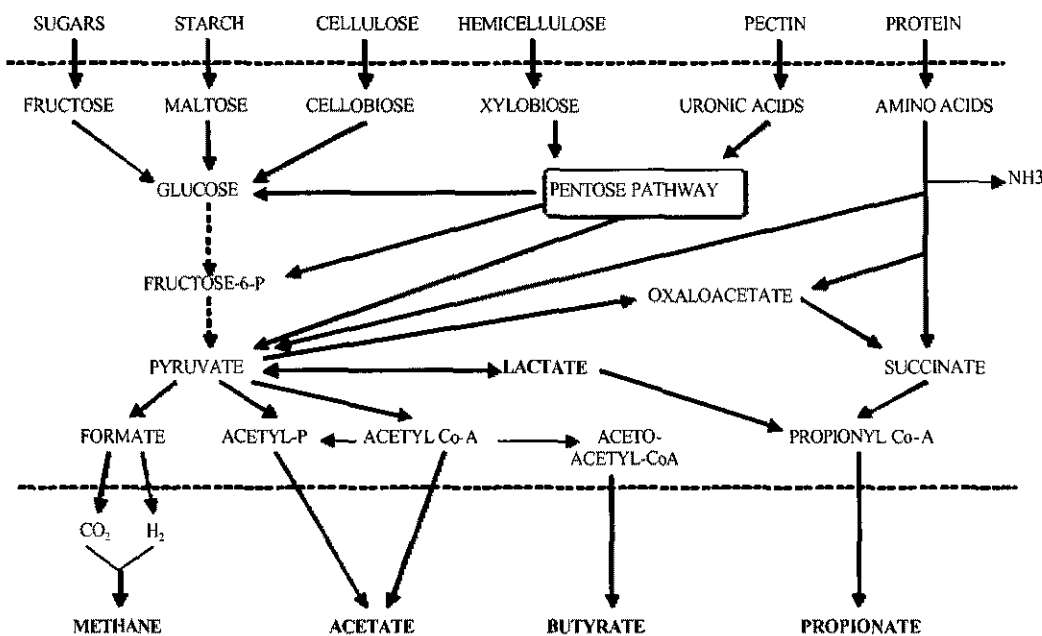 SUGARS STARCH CELLULOSE HEMICELLULOSE PECTIN PROTEIN
FRUCTOSE MALTOSE CELLOBIOSE XYLOBIOSE URONIC ACIDS AMINO ACIDS
GLUCOSE PENTOSE PATHWAY NH3
FRUCTOSE-6-P OXALOACETATE
PYRUVATE LACTATE SUCCINATE
FORMATE ACETYL-P ACETYL Co-A ACETO- PROPIONYL Co-A
ACETYL-CoA
CO₂ H₂
METHANE ACETATE BUTYRATE PROPIONATE